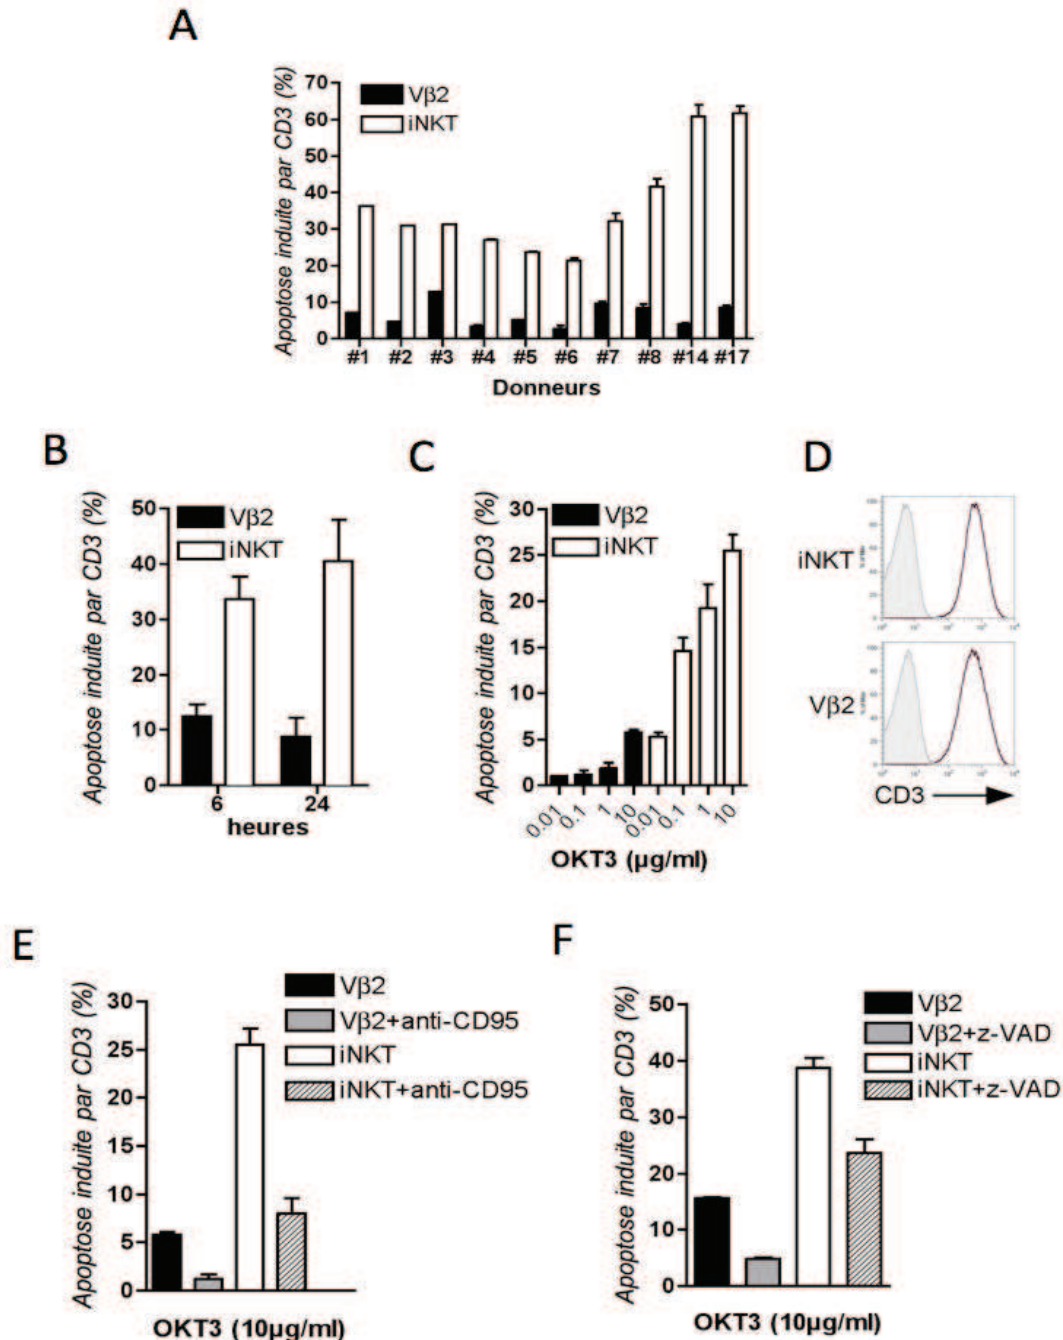 A
Apoptose induite par CD3 (%)
70
60
50
40
30
20
10
0
Vβ2
iNKT
#1 #2 #3 #4 #5 #6 #7 #8 #14 #17
Donneurs
B
Apoptose induite par CD3 (%)
50
40
30
20
10
0
Vβ2
iNKT
6 24
heures
C
Apoptose induite par CD3 (%)
30
25
20
15
10
5
0
Vβ2
iNKT
0.01 0.1 1 10 0.01 0.1 1 10
OKT3 (µg/ml)
D
iNKT
Vβ2
CD3
E
Apoptose induite par CD3 (%)
30
25
20
15
10
5
0
Vβ2
Vβ2+anti-CD95
iNKT
iNKT+anti-CD95
OKT3 (10µg/ml)
F
Apoptose induite par CD3 (%)
50
40
30
20
10
0
Vβ2
Vβ2+z-VAD
iNKT
iNKT+z-VAD
OKT3 (10µg/ml)